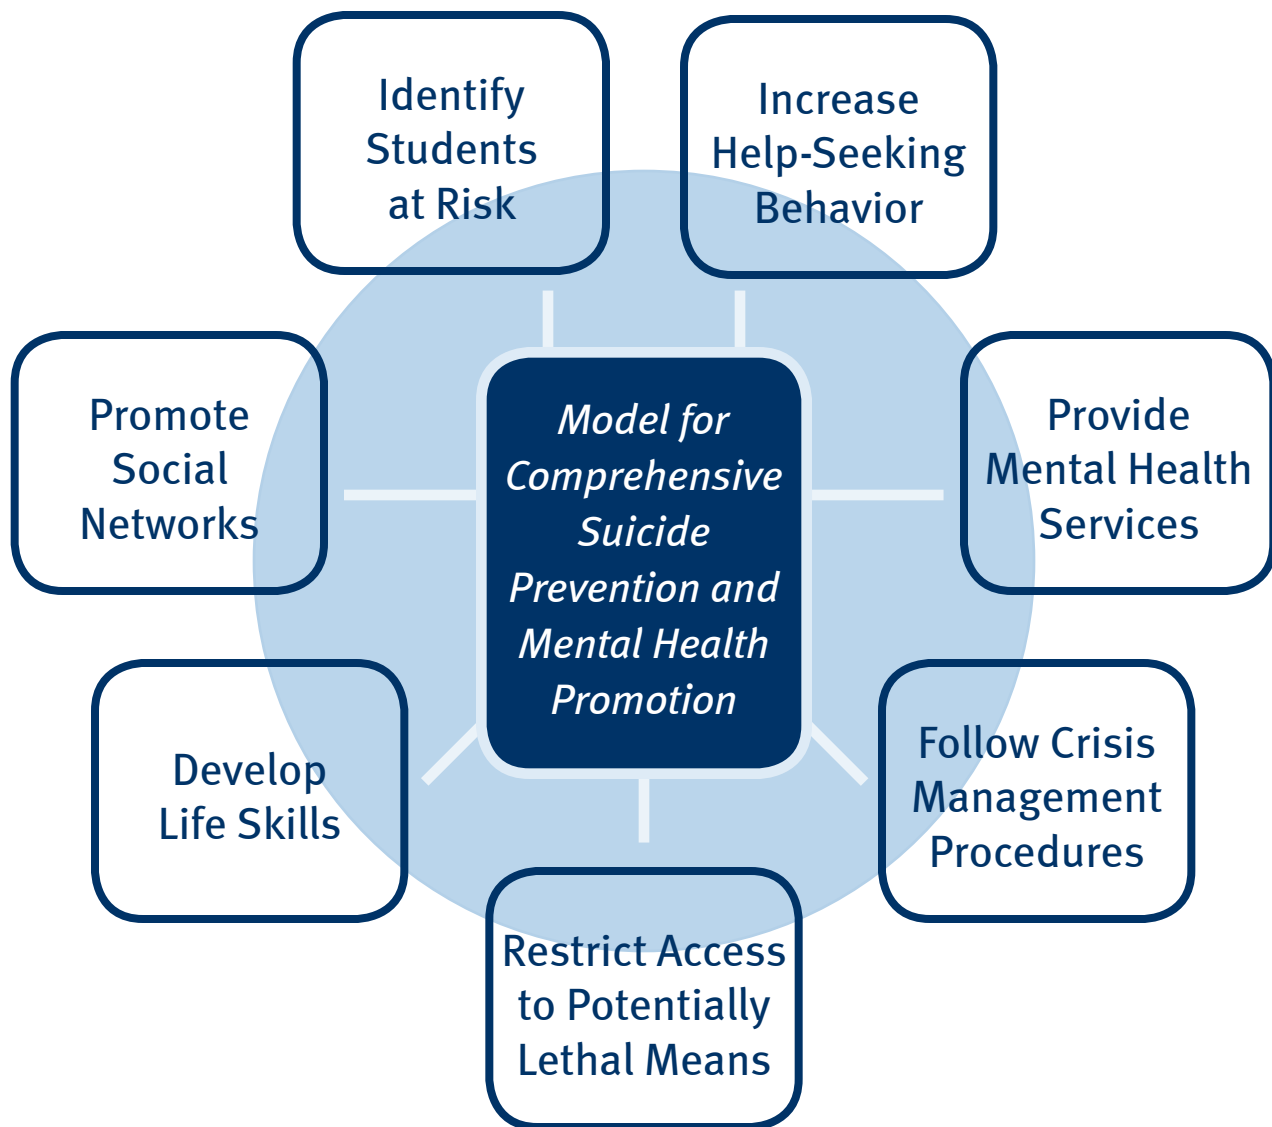 Identify
Students
at Risk
Increase
Help-Seeking
Behavior
Promote
Social
Networks
Model for
Comprehensive
Suicide
Prevention and
Mental Health
Promotion
Provide
Mental Health
Services
Develop
Life Skills
Follow Crisis
Management
Procedures
Restrict Access
to Potentially
Lethal Means